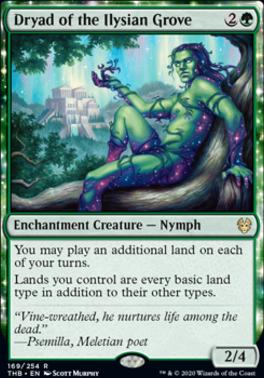 Dryad of the Ilysian Grove 2
Enchantment Creature — Nymph
You may play an additional land on each
of your turns.
Lands you control are every basic land
type in addition to their other types.
“Vine-wreathed, he nurtures life among the
dead.”
—Psemilla, Meletian poet
2/4
169/254 R
THB • EN SCOTT MURPHY
™ & © 2020 Wizards of the Coast